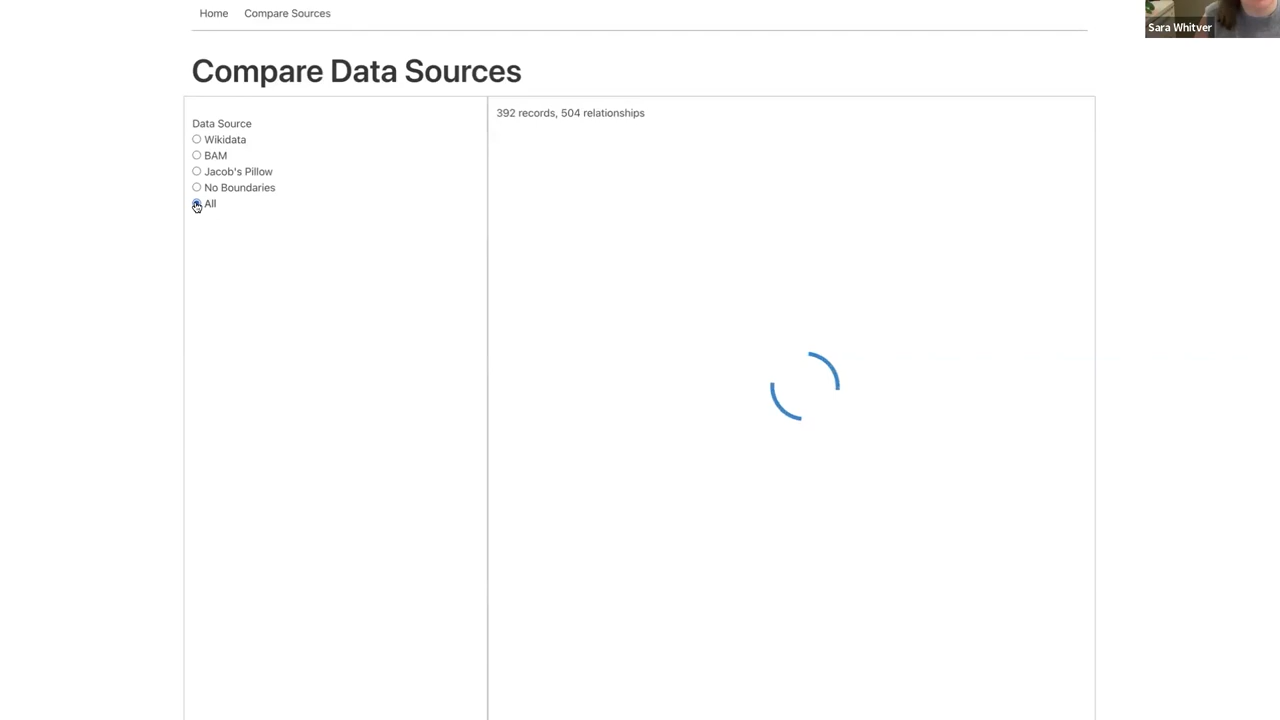 Home Compare Sources
Sara Whitver
Compare Data Sources
Data Source
Wikidata
BAM
Jacob's Pillow
No Boundaries
All
392 records, 504 relationships